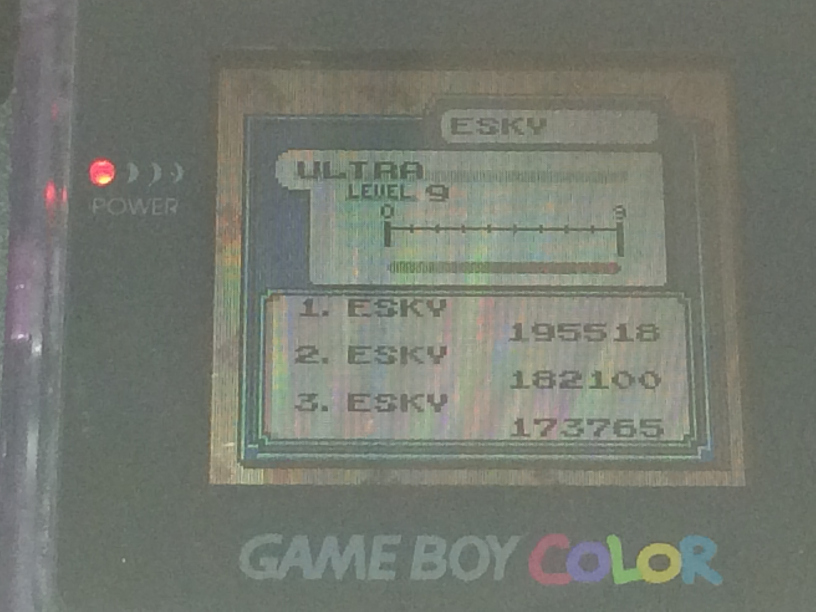 ESKY
ULTRA
LEVEL 9
0 9
POWER
1. ESKY
195518
2. ESKY
182100
3. ESKY
173765
GAME BOY COLOR